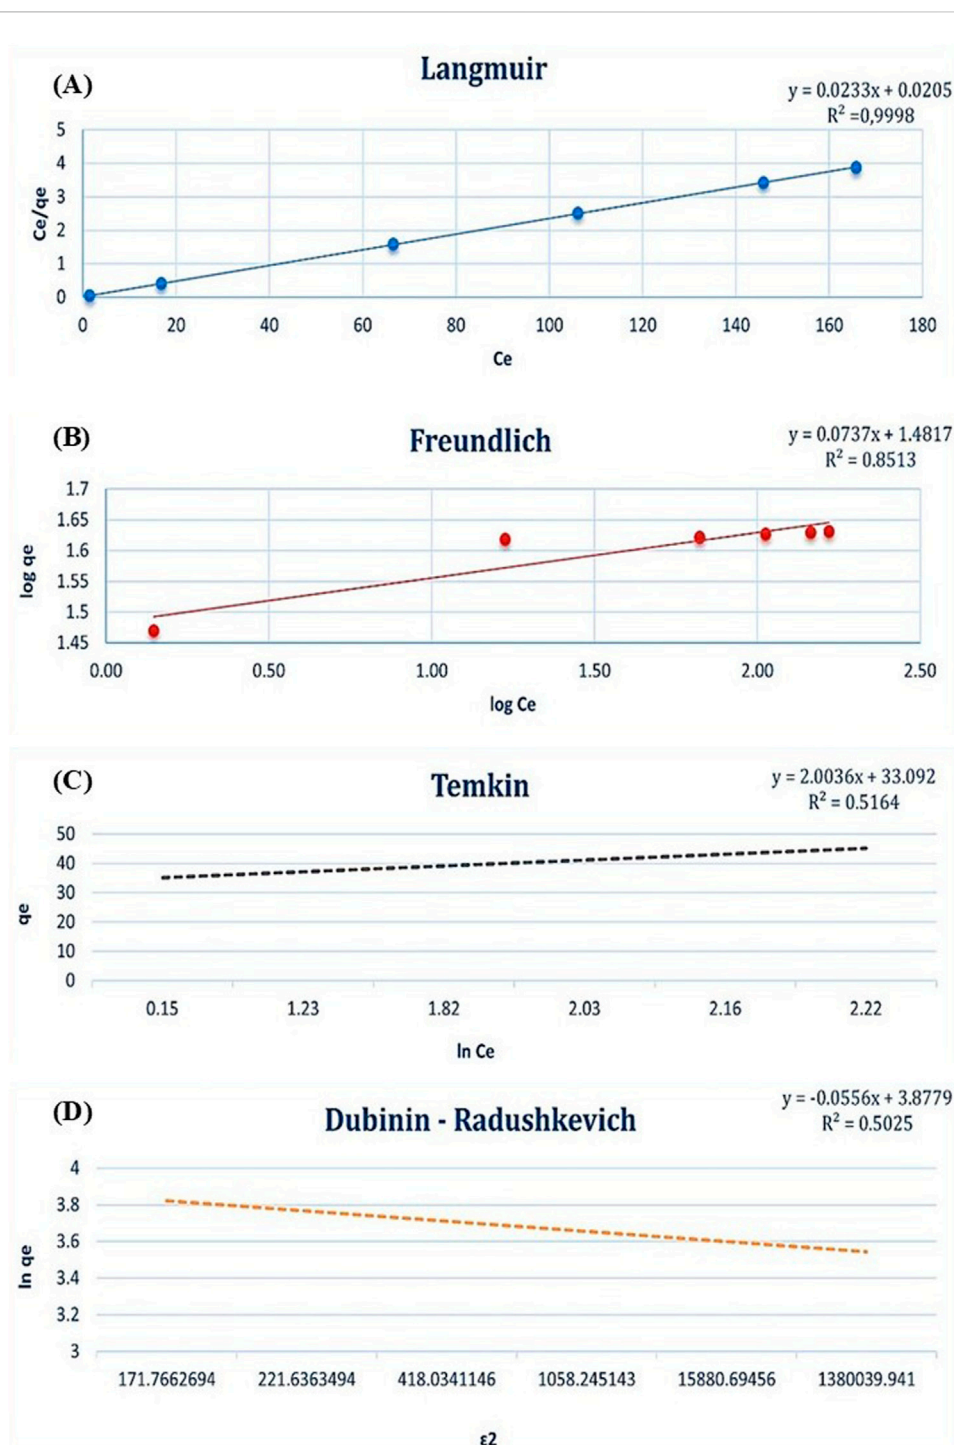 (A)
Langmuir
y = 0.0233x + 0.0205
R² =0,9998
Ce/qe
5
4
3
2
1
0
0 20 40 60 80 100 120 140 160 180
Ce
(B)
Freundlich
y = 0.0737x + 1.4817
R² = 0.8513
log qe
1.7
1.65
1.6
1.55
1.5
1.45
0.00 0.50 1.00 1.50 2.00 2.50
log Ce
(C)
Temkin
y = 2.0036x + 33.092
R² = 0.5164
qe
50
40
30
20
10
0
0.15 1.23 1.82 2.03 2.16 2.22
ln Ce
(D)
Dubinin - Radushkevich
y = -0.0556x + 3.8779
R² = 0.5025
ln qe
4
3.8
3.6
3.4
3.2
3
171.7662694 221.6363494 418.0341146 1058.245143 15880.69456 1380039.941
ε2